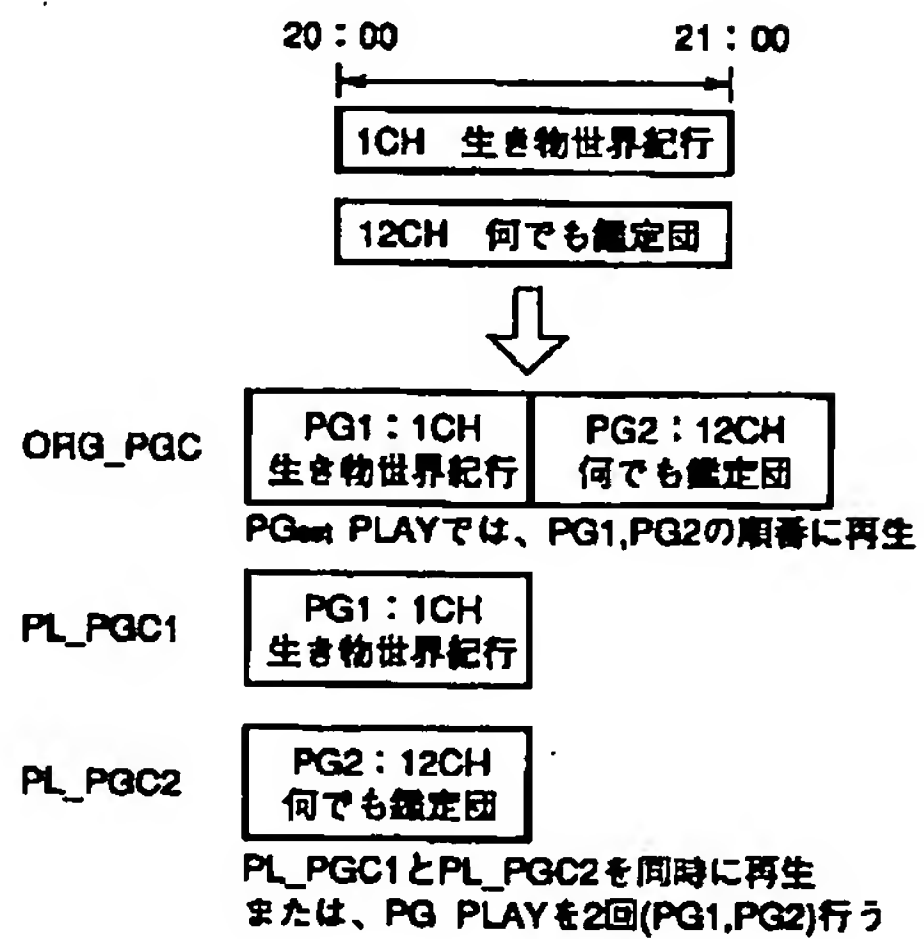 20：00 21：00
1CH 生き物世界紀行
12CH 何でも鑑定団
ORG_PGC
PG1：1CH PG2：12CH
生き物世界紀行 何でも鑑定団
PLAYでは、PG1,PG2の順番に再生
PL_PGC1
PG1：1CH
生き物世界紀行
PL_PGC2
PG2：12CH
何でも鑑定団
PL_PGC1とPL_PGC2を同時に再生
または、PG PLAYを2回(PG1,PG2)行う